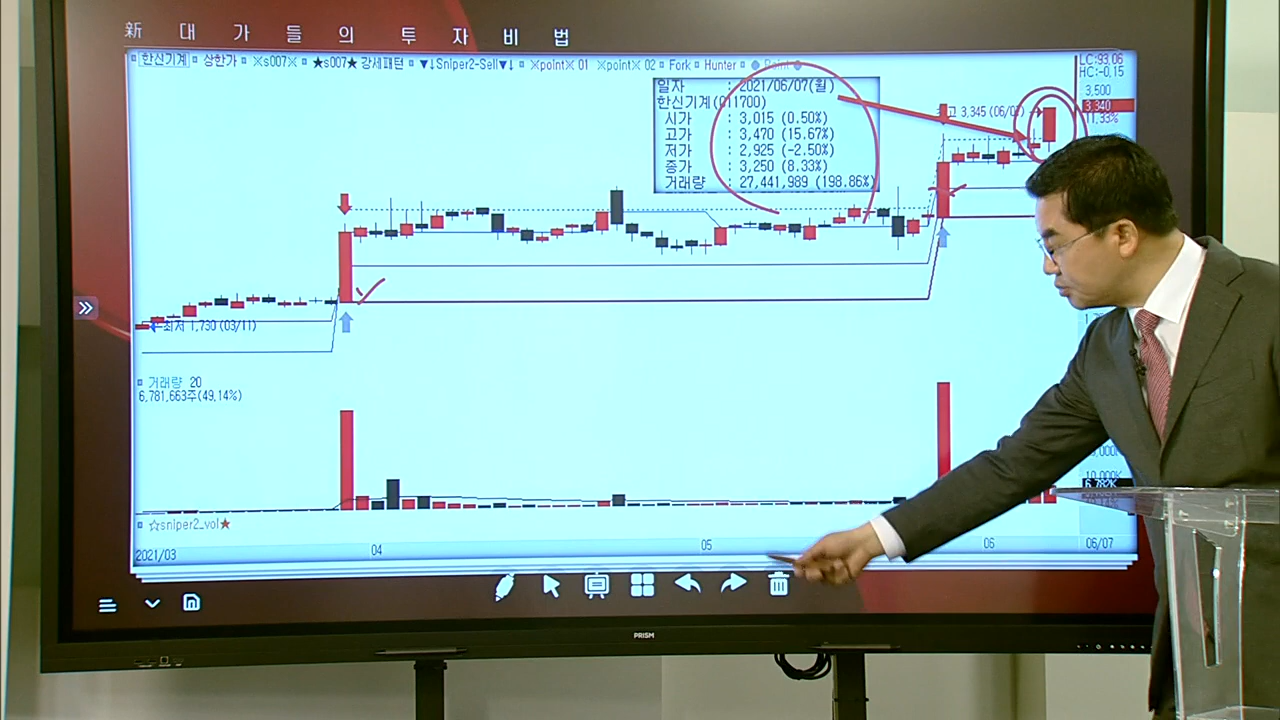 新 대 가 들 의 투 자 비 법
한신기계 상한가 ※s007※ ★s007★ 강세패턴 ▼↓Sniper2-Sell▼↓ ※point※ 01 ※point※ 02 Fork Hunter Point
LC:93.06
HC:-0.15
3,500
3,340
11.33%
일자 : 2021/06/07(월)
한신기계(011700)
시가 : 3,015 (0.50%)
고가 : 3,470 (15.67%)
저가 : 2,925 (-2.50%)
종가 : 3,250 (8.33%)
거래량 : 27,441,989 (198.86%)
고 3,345
최저 1,730 (03/11)
거래량 20
6,781,663주(49.14%)
10,000K
6,782K
☆sniper2_vol★
2021/03 04 05 06 06/07
PRISM